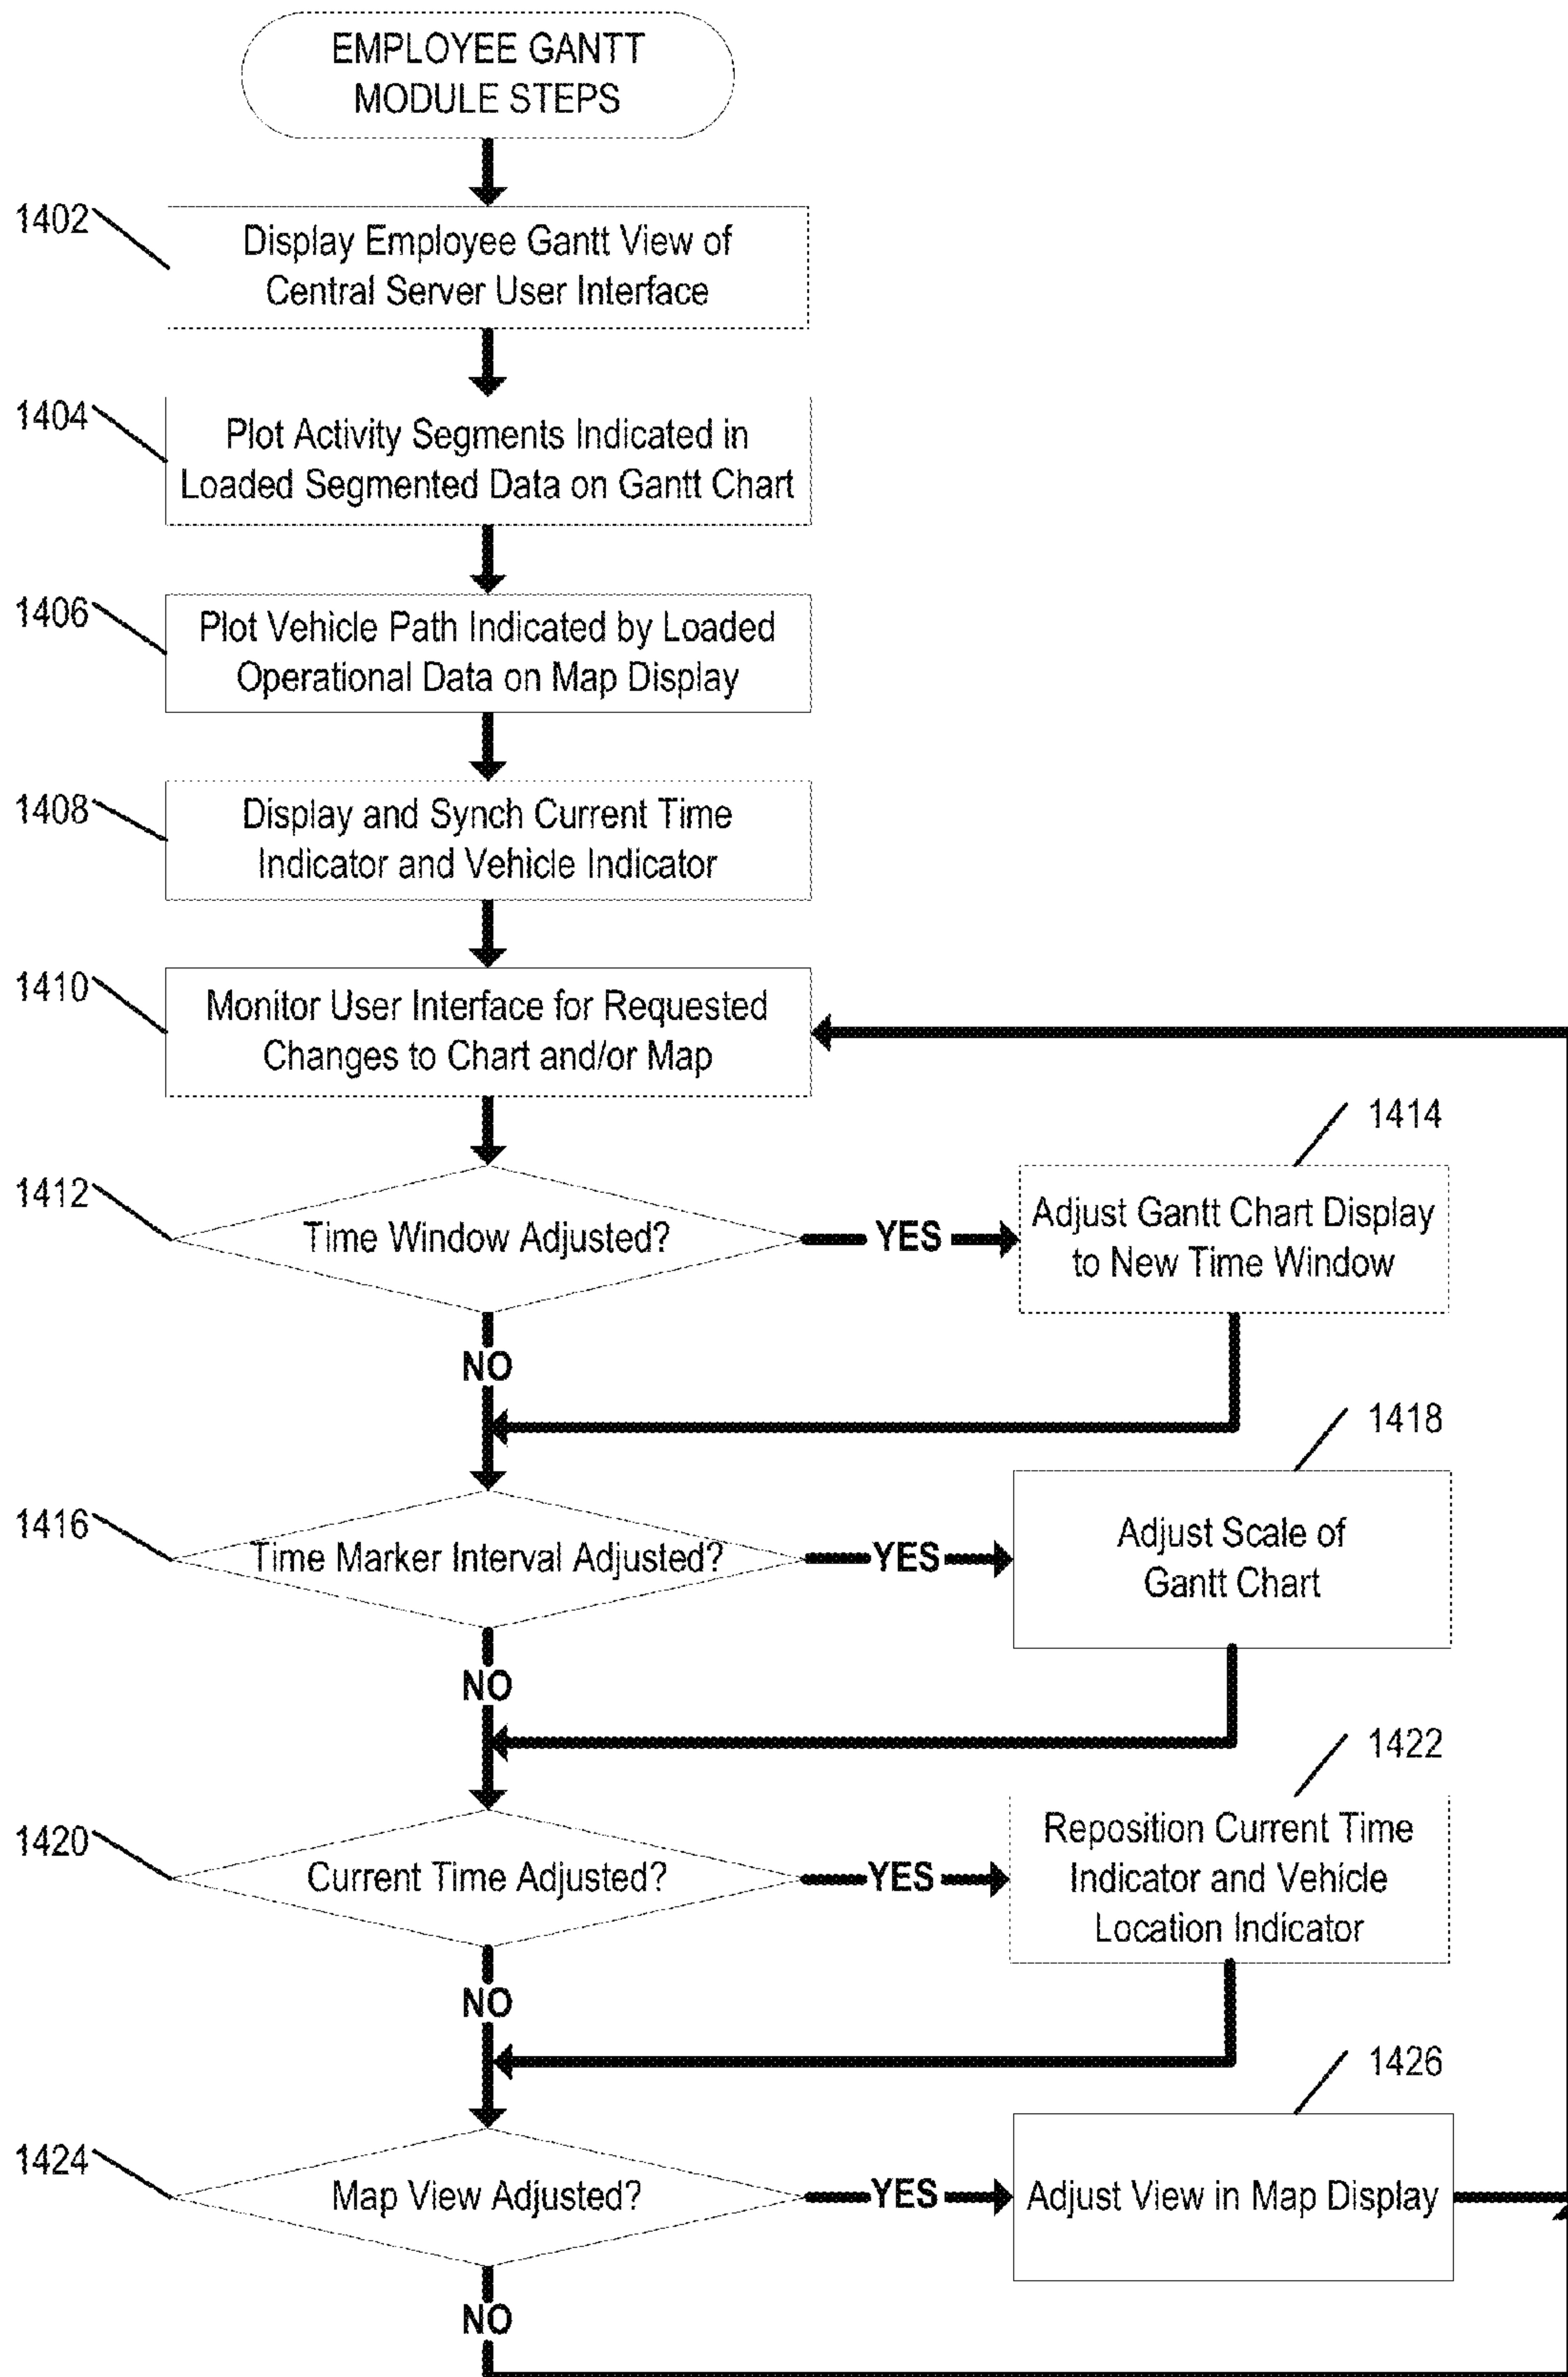 EMPLOYEE GANTT
MODULE STEPS
1402
Display Employee Gantt View of
Central Server User Interface
1404
Plot Activity Segments Indicated in
Loaded Segmented Data on Gantt Chart
1406
Plot Vehicle Path Indicated by Loaded
Operational Data on Map Display
1408
Display and Synch Current Time
Indicator and Vehicle Indicator
1410
Monitor User Interface for Requested
Changes to Chart and/or Map
1412
Time Window Adjusted?
YES
1414
Adjust Gantt Chart Display
to New Time Window
NO
1416
Time Marker Interval Adjusted?
YES
1418
Adjust Scale of
Gantt Chart
NO
1420
Current Time Adjusted?
YES
1422
Reposition Current Time
Indicator and Vehicle
Location Indicator
NO
1424
Map View Adjusted?
YES
1426
Adjust View in Map Display
NO